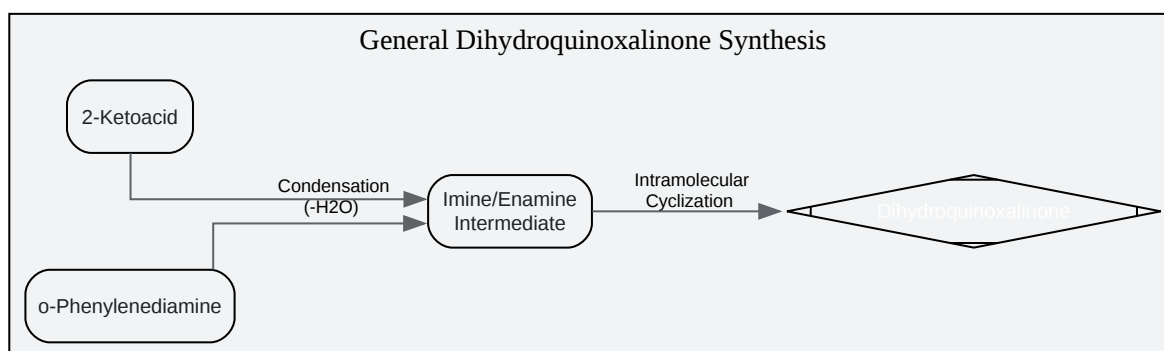 General Dihydroquinoxalinone Synthesis
2-Ketoacid
Condensation
(-H2O)
Imine/Enamine
Intermediate
Intramolecular
Cyclization
Dihydroquinoxalinone
o-Phenylenediamine